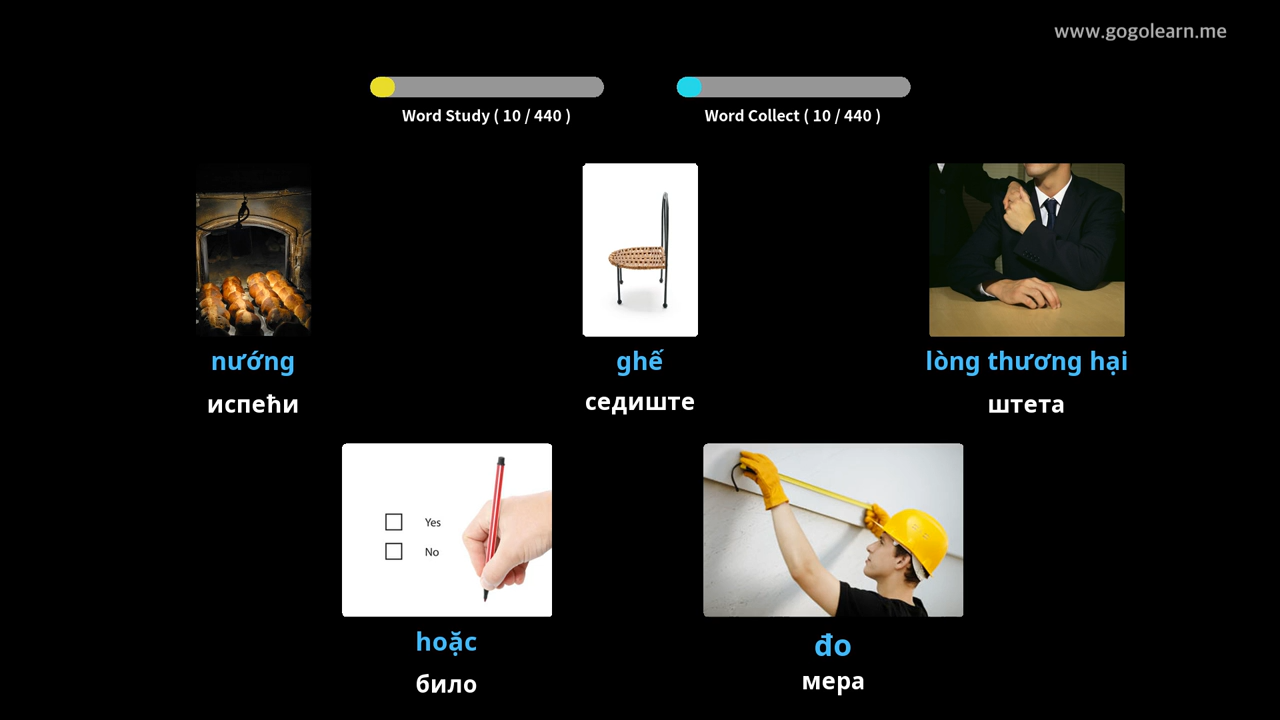 www.gogolearn.me
Word Study ( 10 / 440 )
Word Collect ( 10 / 440 )
nướng
ghế
lòng thương hại
испећи
седиште
штета
Yes
No
hoặc
đo
било
мера